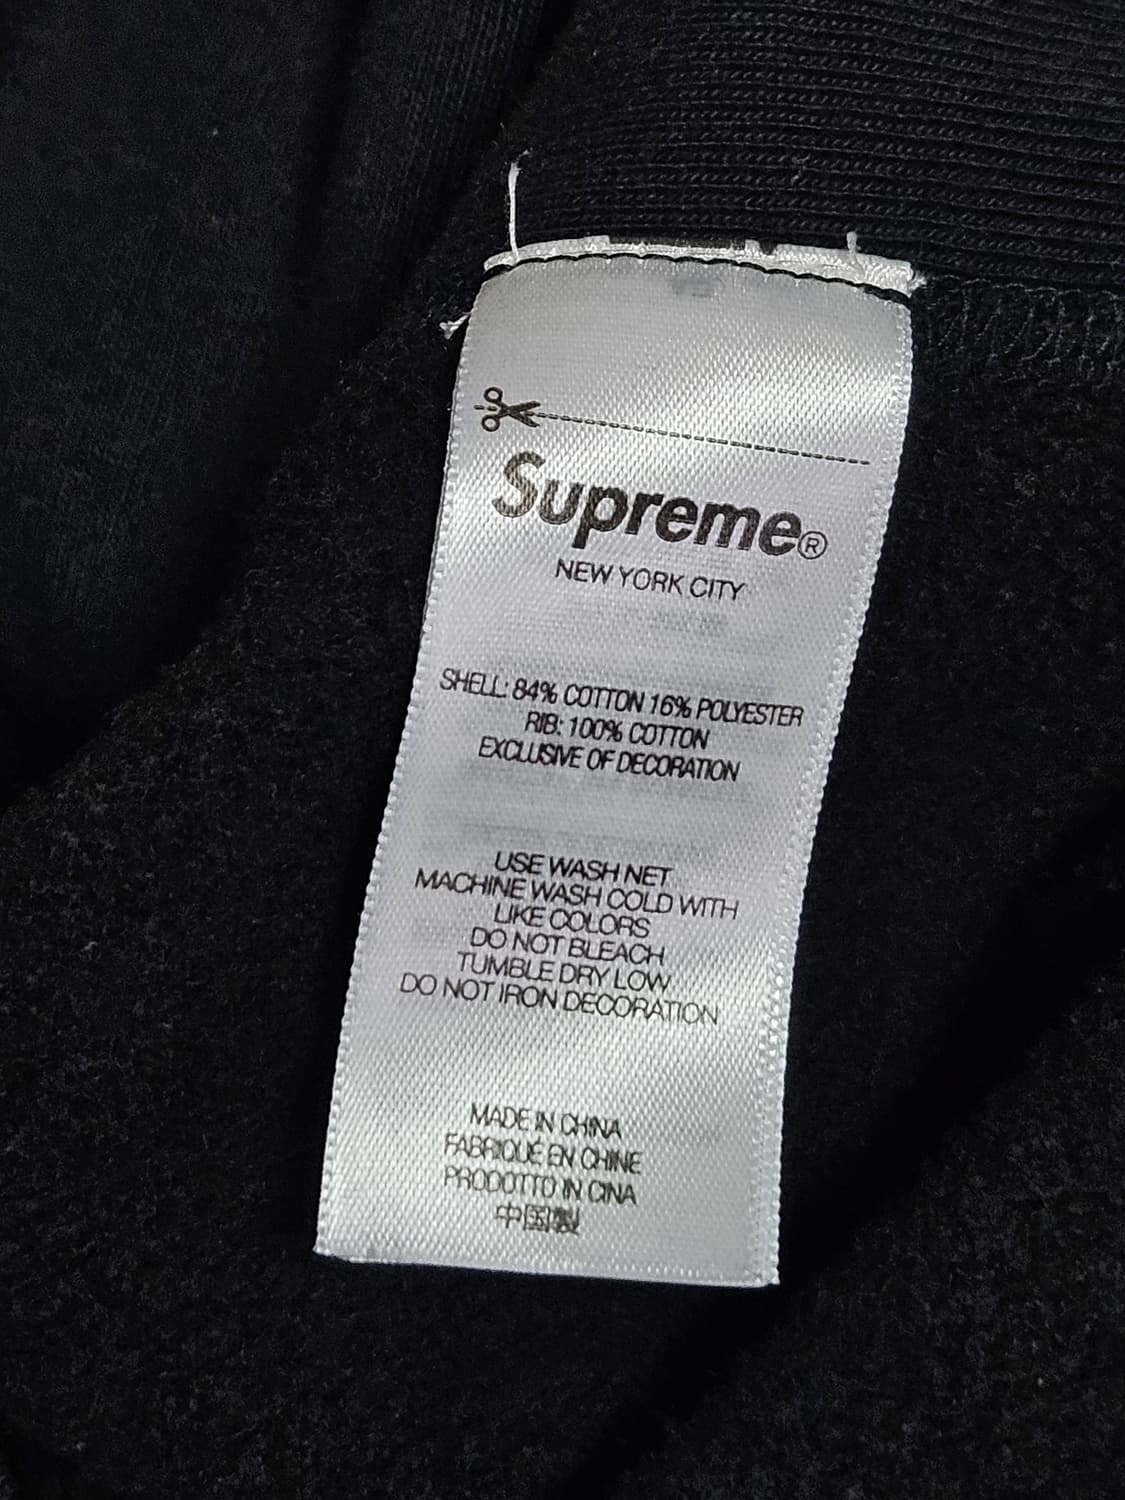 Supreme®
NEW YORK CITY
SHELL: 84% COTTON 16% POLYESTER
RIB: 100% COTTON
EXCLUSIVE OF DECORATION
USE WASH NET
MACHINE WASH COLD WITH
LIKE COLORS
DO NOT BLEACH
TUMBLE DRY LOW
DO NOT IRON DECORATION
MADE IN CHINA
FABRIQUÉ EN CHINE
PRODOTTO IN CINA
中国製